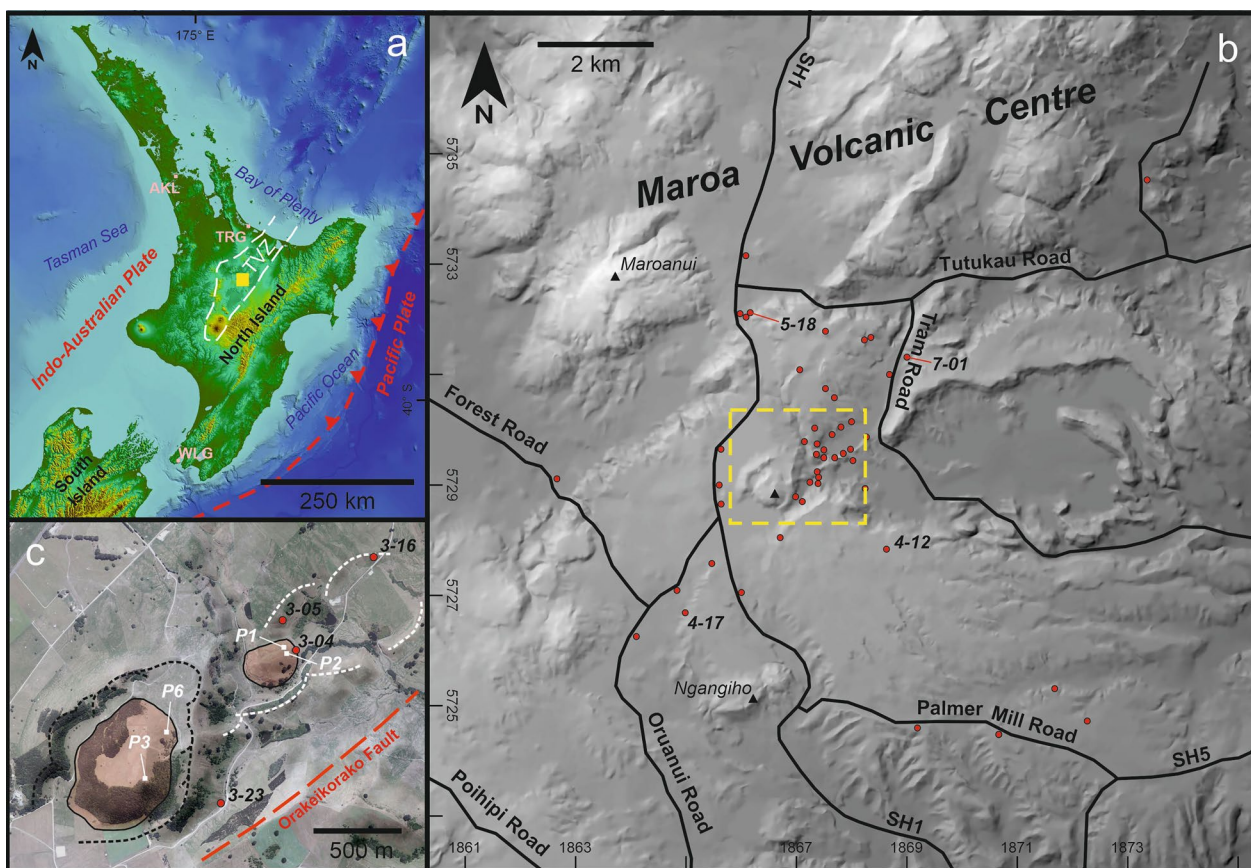 a
175° E
N
AKL
Bay of Plenty
TRG
TVZ
Tasman Sea
Indo-Australian Plate
North Island
Pacific Plate
Pacific Ocean
40° S
WLG
South
Island
250 km
b
2 km
N
SH1
Maroa Volcanic Centre
5735
5733
Maroanui
Tutukau Road
5-18
Tram Road
7-01
Forest Road
5729
4-12
5727
4-17
Ngangiho
5725
Palmer Mill Road
Oruanui Road
SH5
Poihipi Road
SH1
1861
1863
1867
1869
1871
1873
c
3-16
3-05
P1
3-04
P2
P6
P3
3-23
Orakeikorako Fault
500 m